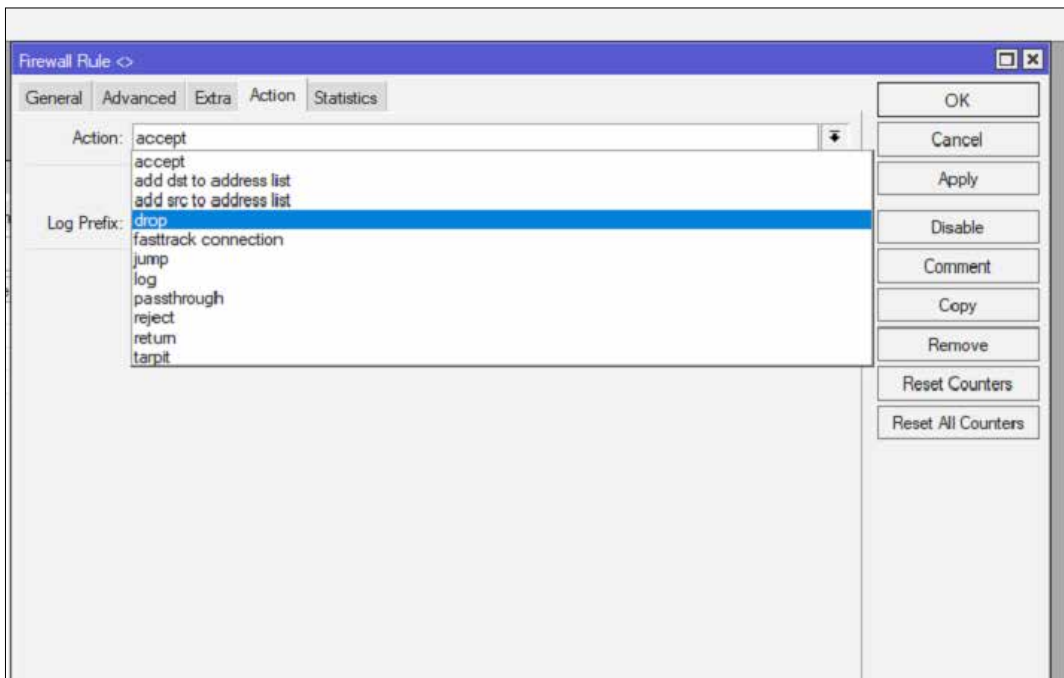 Firewall Rule <>
General Advanced Extra Action Statistics
Action: accept
accept
add dst to address list
add src to address list
Log Prefix: drop
fasttrack connection
jump
log
passthrough
reject
return
tarpit
OK
Cancel
Apply
Disable
Comment
Copy
Remove
Reset Counters
Reset All Counters